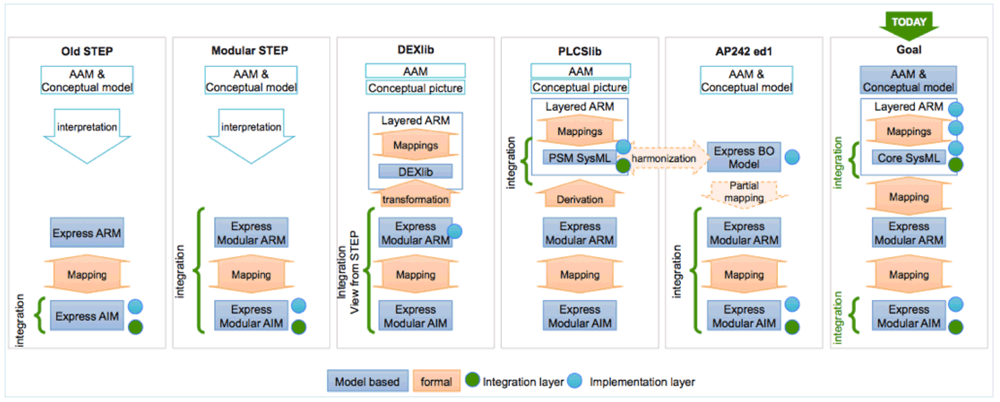 TODAY
Old STEP
AAM &
Conceptual model
interpretation
Express ARM
Mapping
integration
Express AIM
Modular STEP
AAM &
Conceptual model
interpretation
integration
Express
Modular ARM
Mapping
Express
Modular AIM
DEXlib
AAM
Conceptual picture
Layered ARM
Mappings
DEXlib
transformation
Integration
View from STEP
Express
Modular ARM
Mapping
Express
Modular AIM
PLCSlib
AAM
Conceptual picture
Layered ARM
Mappings
integration
PSM SysML
harmonization
Derivation
Express
Modular ARM
Mapping
Express
Modular AIM
AP242 ed1
AAM &
Conceptual model
Express BO
Model
Partial
mapping
integration
Express
Modular ARM
Mapping
Express
Modular AIM
Goal
AAM &
Conceptual model
Layered ARM
Mappings
integration
Core SysML
Mapping
Express
Modular ARM
Mapping
integration
Express
Modular AIM
Model based
formal
Integration layer
Implementation layer